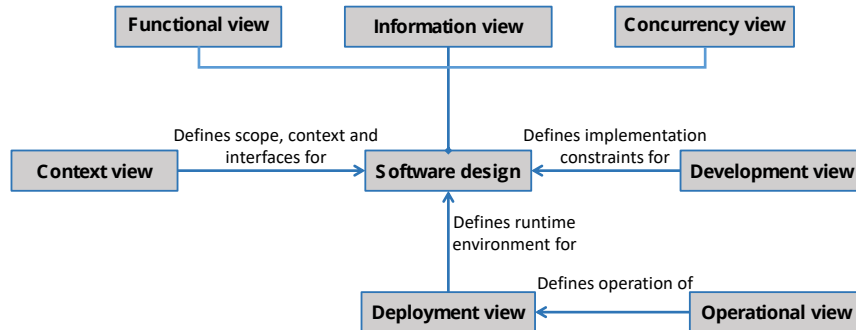 Functional view
Information view
Concurrency view
Defines scope, context and
interfaces for
Defines implementation
constraints for
Context view
Software design
Development view
Defines runtime
environment for
Defines operation of
Deployment view
Operational view